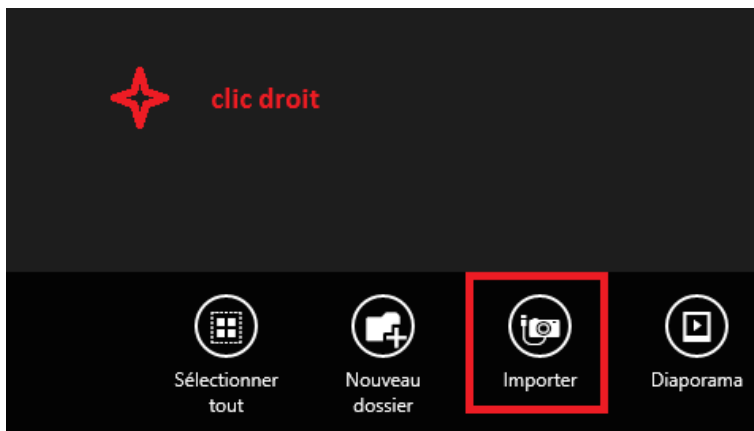 clic droit
Sélectionner
tout
Nouveau
dossier
Importer
Diaporama